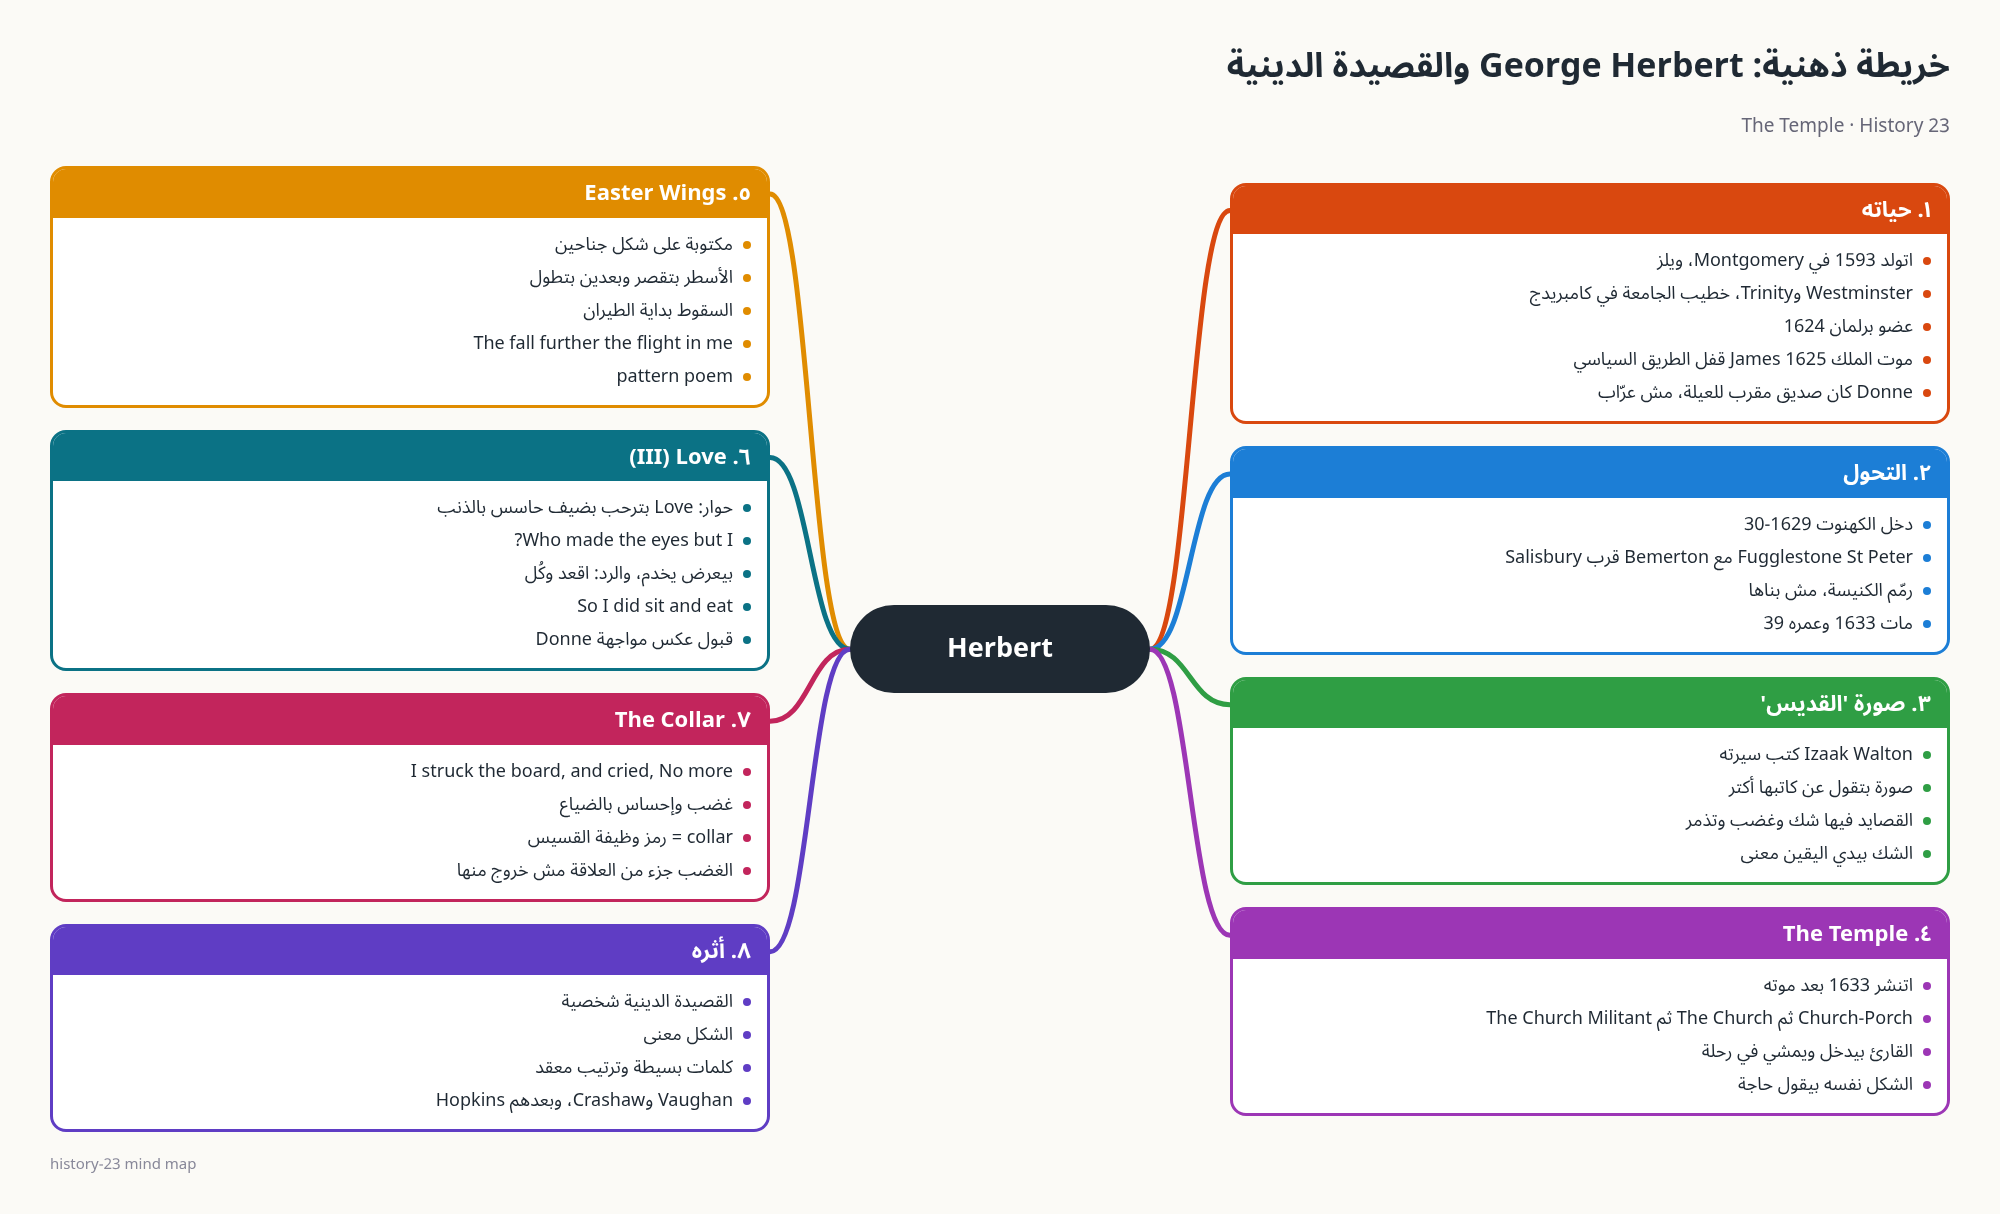 خريطة ذهنية: George Herbert والقصيدة الدينية
The Temple · History 23
١. حياته
اتولد 1593 في Montgomery، ويلز
Westminster وTrinity، خطيب الجامعة في كامبريدج
عضو برلمان 1624
موت الملك James 1625 قفل الطريق السياسي
Donne كان صديق مقرب للعيلة، مش عرّاب
٢. التحول
دخل الكهنوت 1629-30
Fugglestone St Peter مع Bemerton قرب Salisbury
رمّم الكنيسة، مش بناها
مات 1633 وعمره 39
٣. صورة 'القديس'
Izaak Walton كتب سيرته
صورة بتقول عن كاتبها أكتر
القصايد فيها شك وغضب وتذمر
الشك بيدي اليقين معنى
٤. The Temple
اتنشر 1633 بعد موته
Church-Porch ثم The Church ثم The Church Militant
القارئ بيدخل ويمشي في رحلة
الشكل نفسه بيقول حاجة
Herbert
٥. Easter Wings
مكتوبة على شكل جناحين
الأسطر بتقصر وبعدين بتطول
السقوط بداية الطيران
The fall further the flight in me
pattern poem
٦. Love (III)
حوار: Love بترحب بضيف حاسس بالذنب
Who made the eyes but I?
بيعرض يخدم، والرد: اقعد وكُل
So I did sit and eat
قبول عكس مواجهة Donne
٧. The Collar
I struck the board, and cried, No more
غضب وإحساس بالضياع
collar = رمز وظيفة القسيس
الغضب جزء من العلاقة مش خروج منها
٨. أثره
القصيدة الدينية شخصية
الشكل معنى
كلمات بسيطة وترتيب معقد
Vaughan وCrashaw، وبعدهم Hopkins
history-23 mind map